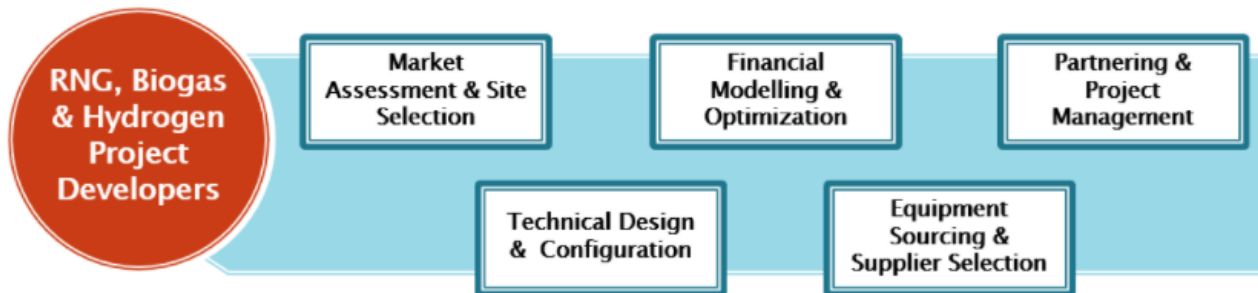 RNG, Biogas
& Hydrogen
Project
Developers
Market
Assessment & Site
Selection
Financial
Modelling &
Optimization
Partnering &
Project
Management
Technical Design
& Configuration
Equipment
Sourcing &
Supplier Selection